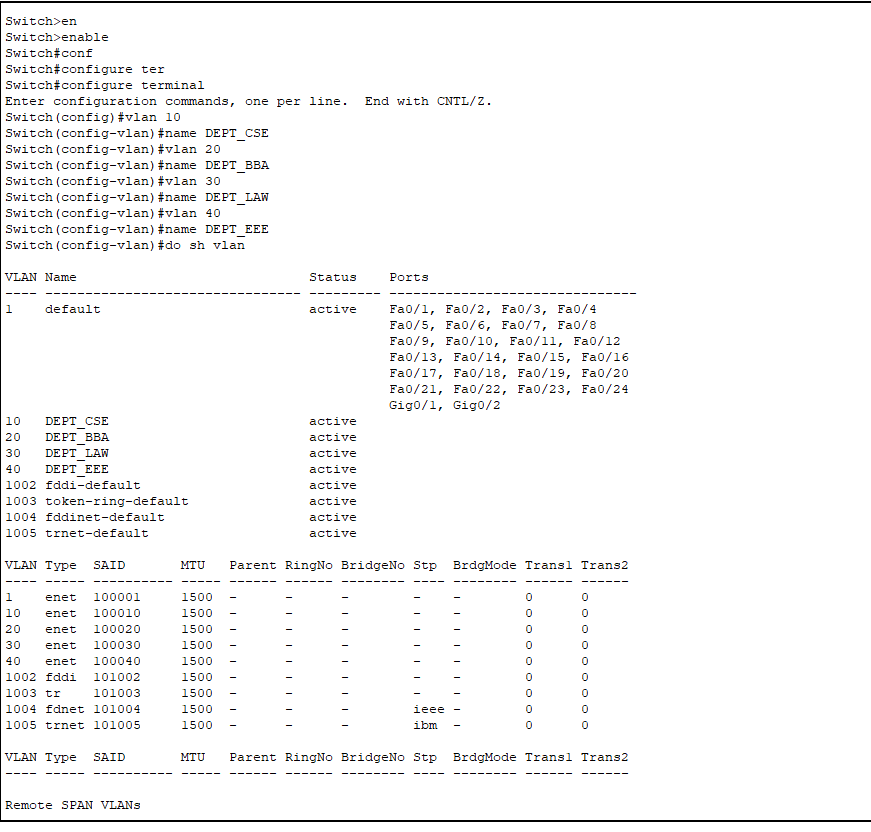 Switch>en
Switch>enable
Switch#conf
Switch#configure ter
Switch#configure terminal
Enter configuration commands, one per line.  End with CNTL/Z.
Switch(config)#vlan 10
Switch(config-vlan)#name DEPT_CSE
Switch(config-vlan)#vlan 20
Switch(config-vlan)#name DEPT_BBA
Switch(config-vlan)#vlan 30
Switch(config-vlan)#name DEPT_LAW
Switch(config-vlan)#vlan 40
Switch(config-vlan)#name DEPT_EEE
Switch(config-vlan)#do sh vlan

VLAN Name                             Status    Ports
---- -------------------------------- --------- -------------------------------
1    default                          active    Fa0/1, Fa0/2, Fa0/3, Fa0/4
                                                Fa0/5, Fa0/6, Fa0/7, Fa0/8
                                                Fa0/9, Fa0/10, Fa0/11, Fa0/12
                                                Fa0/13, Fa0/14, Fa0/15, Fa0/16
                                                Fa0/17, Fa0/18, Fa0/19, Fa0/20
                                                Fa0/21, Fa0/22, Fa0/23, Fa0/24
                                                Gig0/1, Gig0/2
10   DEPT_CSE                         active
20   DEPT_BBA                         active
30   DEPT_LAW                         active
40   DEPT_EEE                         active
1002 fddi-default                     active
1003 token-ring-default               active
1004 fddinet-default                  active
1005 trnet-default                    active

VLAN Type  SAID       MTU   Parent RingNo BridgeNo Stp  BrdgMode Trans1 Trans2
---- ----- ---------- ----- ------ ------ -------- ---- -------- ------ ------
1    enet  100001     1500  -      -      -        -    -        0      0
10   enet  100010     1500  -      -      -        -    -        0      0
20   enet  100020     1500  -      -      -        -    -        0      0
30   enet  100030     1500  -      -      -        -    -        0      0
40   enet  100040     1500  -      -      -        -    -        0      0
1002 fddi  101002     1500  -      -      -        -    -        0      0
1003 tr    101003     1500  -      -      -        -    -        0      0
1004 fdnet 101004     1500  -      -      -        ieee -        0      0
1005 trnet 101005     1500  -      -      -        ibm  -        0      0

VLAN Type  SAID       MTU   Parent RingNo BridgeNo Stp  BrdgMode Trans1 Trans2
---- ----- ---------- ----- ------ ------ -------- ---- -------- ------ ------

Remote SPAN VLANs